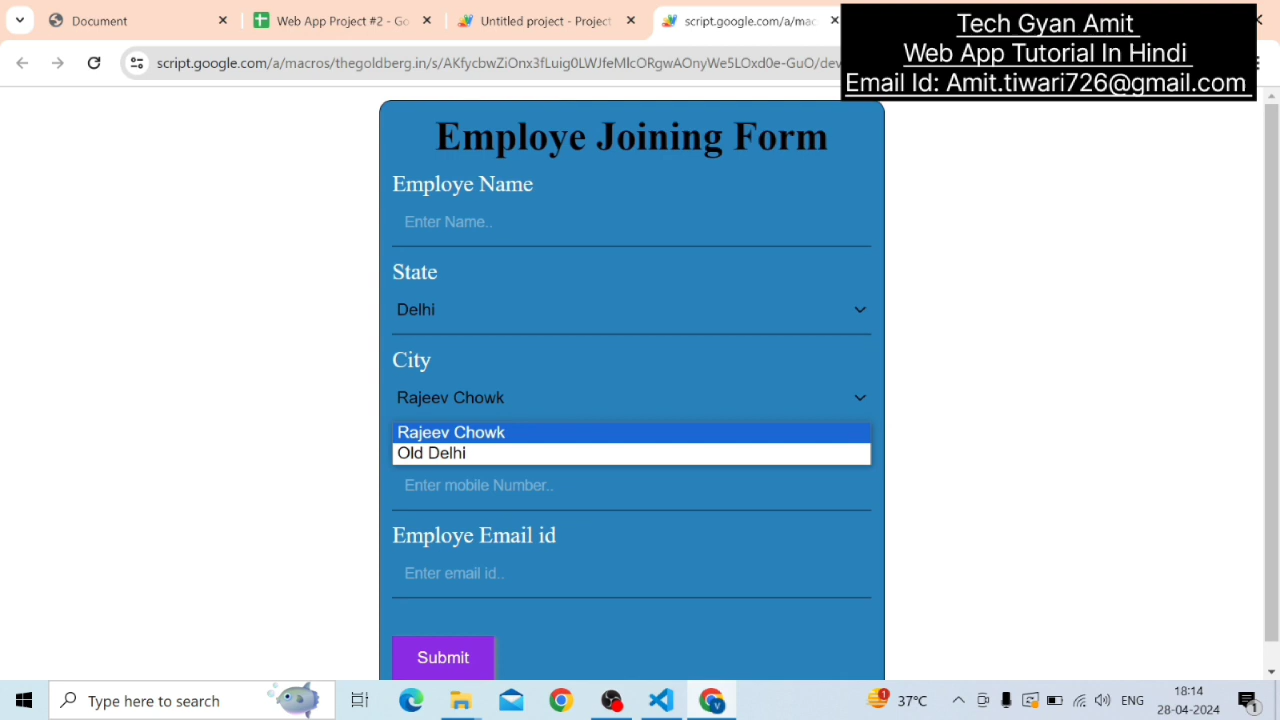 Document
Web App Project #2 -
Untitled project - Project
script.google.com/a/mac
Tech Gyan Amit
Web App Tutorial In Hindi
Email Id: Amit.tiwari726@gmail.com
script.google.com/a/macros/thegoldberg.in/s/AKfycbwZiOnx3fLuig0LWJfeMlcORgwAOnyWe5LOxd0e-GuO/dev
Employe Joining Form
Employe Name
Enter Name..
State
Delhi
City
Rajeev Chowk
Rajeev Chowk
Old Delhi
Enter mobile Number..
Employe Email id
Enter email id..
Submit
Type here to search
1
37°C
ENG
18:14
28-04-2024
1